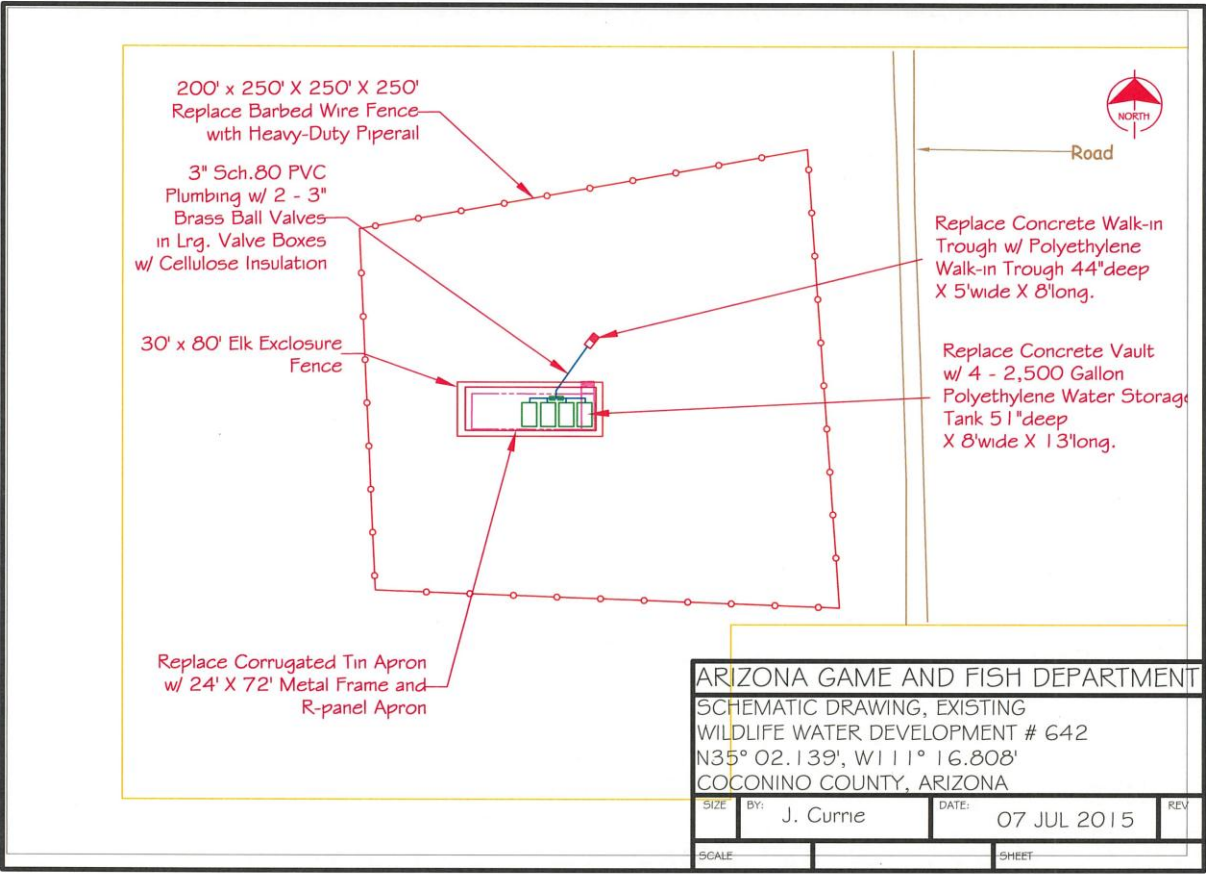 200' x 250' X 250' X 250'
Replace Barbed Wire Fence
with Heavy-Duty Piperail
3" Sch.80 PVC
Plumbing w/ 2 - 3"
Brass Ball Valves
in Lrg. Valve Boxes
w/ Cellulose Insulation
30' x 80' Elk Exclosure
Fence
Replace Corrugated Tin Apron
w/ 24' X 72' Metal Frame and
R-panel Apron
NORTH
Road
Replace Concrete Walk-in
Trough w/ Polyethylene
Walk-in Trough 44"deep
X 5'wide X 8'long.
Replace Concrete Vault
w/ 4 - 2,500 Gallon
Polyethylene Water Storage
Tank 51"deep
X 8'wide X 13'long.
ARIZONA GAME AND FISH DEPARTMENT
SCHEMATIC DRAWING, EXISTING
WILDLIFE WATER DEVELOPMENT # 642
N35° 02.139', W111° 16.808'
COCONINO COUNTY, ARIZONA
SIZE BY: J. Currie DATE: 07 JUL 2015 REV
SCALE SHEET